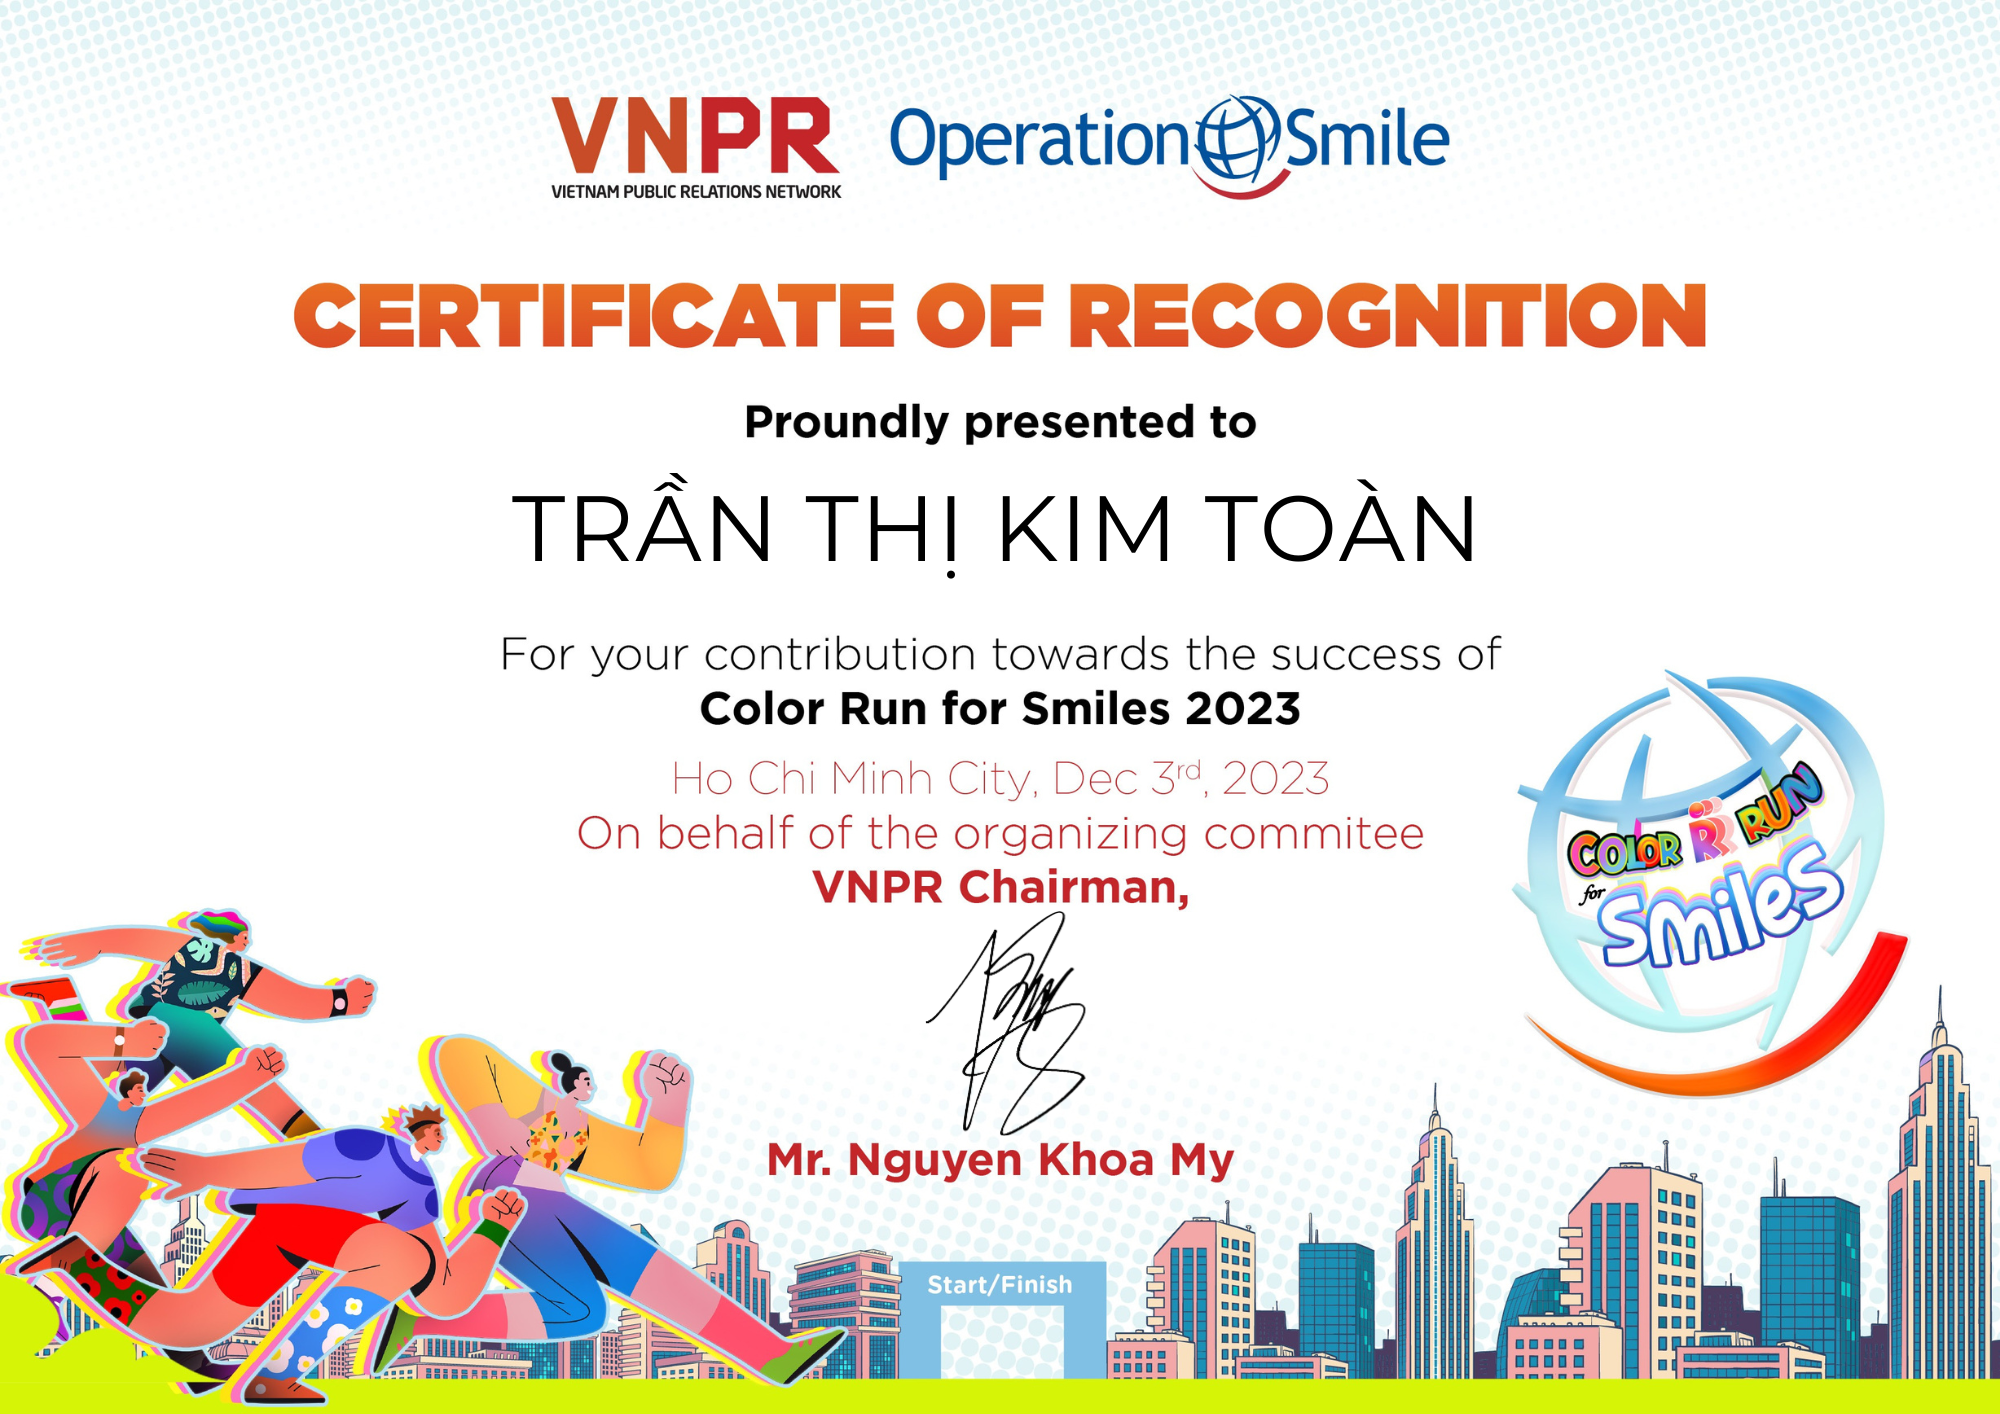 VNPR
VIETNAM PUBLIC RELATIONS NETWORK
Operation Smile
CERTIFICATE OF RECOGNITION
Proundly presented to
TRẦN THỊ KIM TOÀN
For your contribution towards the success of
Color Run for Smiles 2023
Ho Chi Minh City, Dec 3rd, 2023
On behalf of the organizing commitee
VNPR Chairman,
COLOR RUN
for Smiles
Mr. Nguyen Khoa My
Start/Finish